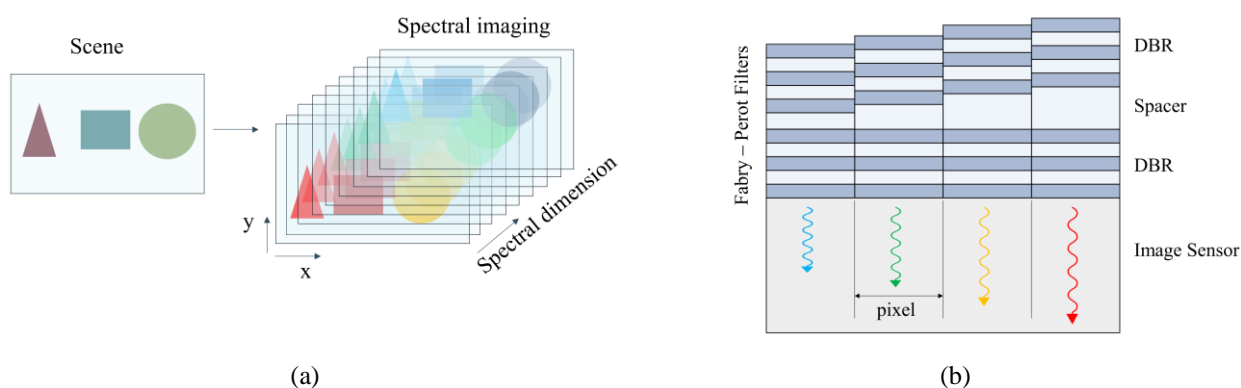 Scene
Spectral imaging
y
x
Spectral dimension
(a)
Fabry – Perot Filters
DBR
Spacer
DBR
Image Sensor
pixel
(b)